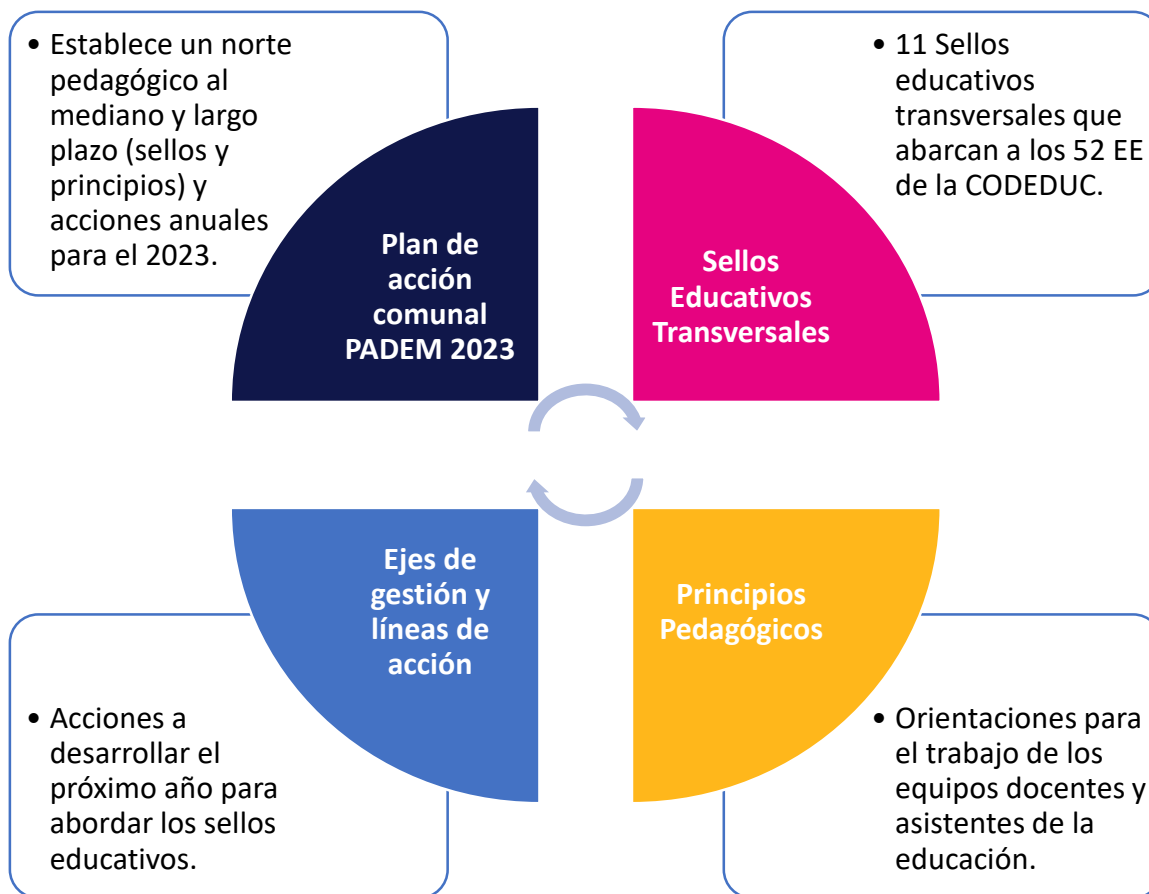 • Establece un norte
pedagógico al
mediano y largo
plazo (sellos y
principios) y
acciones anuales
para el 2023.
Plan de
acción
comunal
PADEM 2023
• 11 Sellos
educativos
transversales que
abarcan a los 52 EE
de la CODEDUC.
Sellos
Educativos
Transversales
Ejes de
gestión y
líneas de
acción
• Acciones a
desarrollar el
próximo año para
abordar los sellos
educativos.
Principios
Pedagógicos
• Orientaciones para
el trabajo de los
equipos docentes y
asistentes de la
educación.